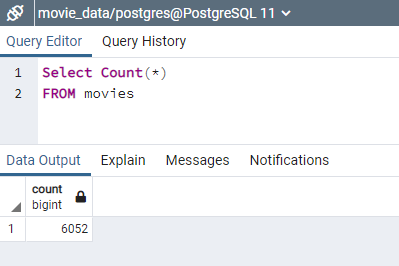 movie_data/postgres@PostgreSQL 11
Query Editor Query History
1 Select Count(*)
2 FROM movies
Data Output Explain Messages Notifications
count
bigint
1 6052